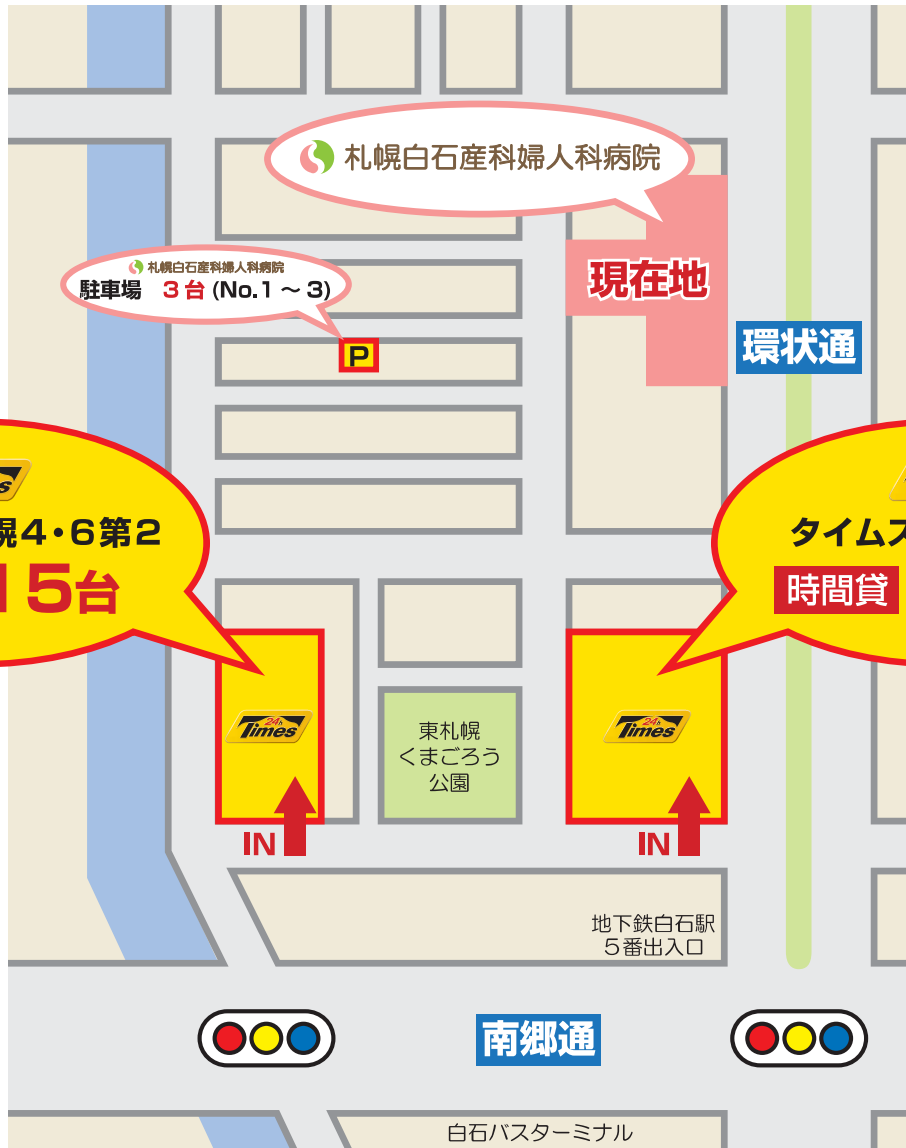 札幌白石産科婦人科病院
札幌白石産科婦人科病院
駐車場 3台 (No.1～3)
現在地
P
環状通
幌4・6第2
15台
タイムズ
時間貸
24h
Times
24h
Times
東札幌
くまごろう
公園
IN
IN
地下鉄白石駅
5番出入口
南郷通
白石バスターミナル